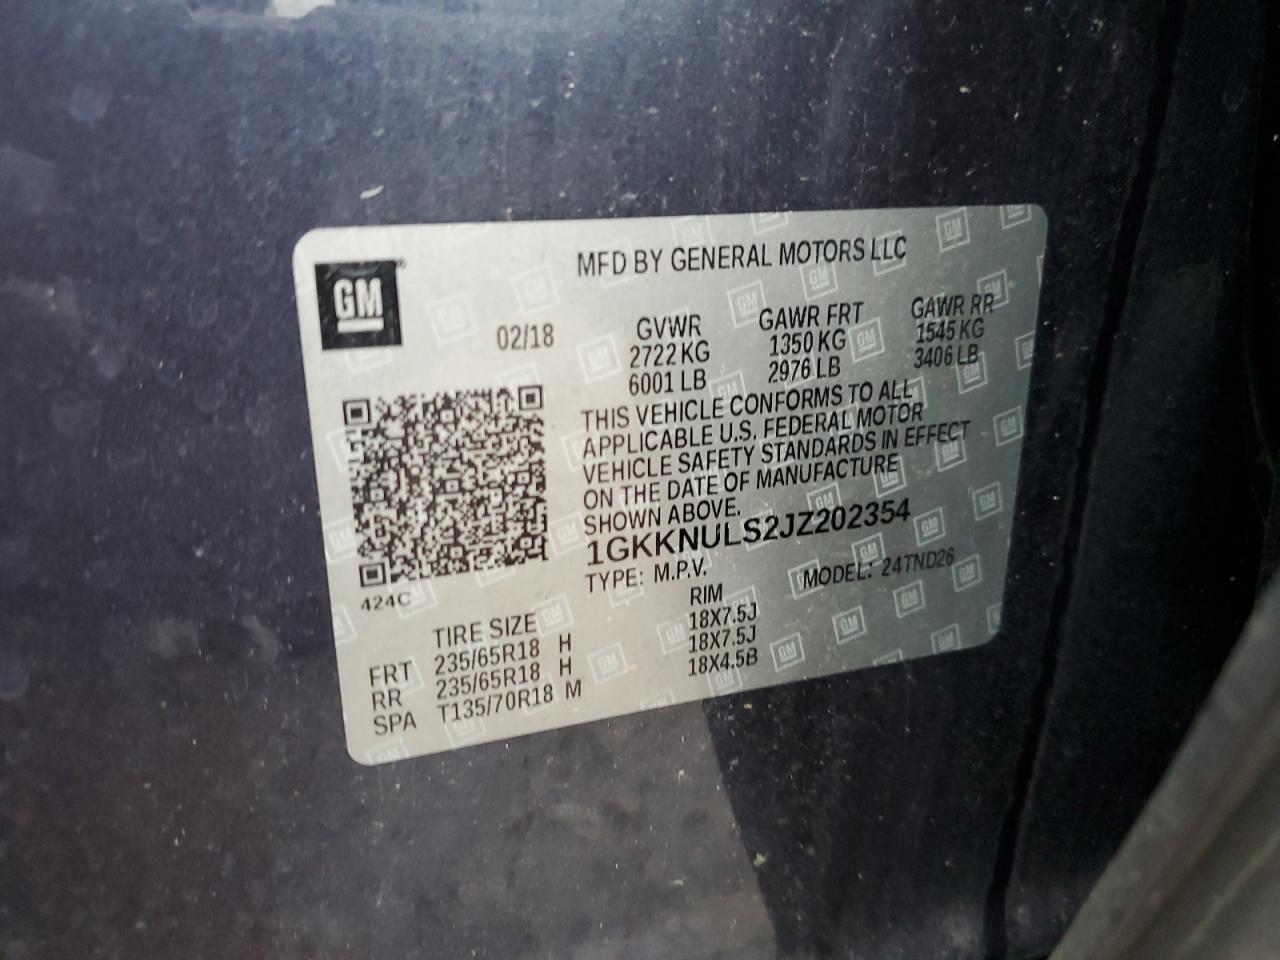 GM
MFD BY GENERAL MOTORS LLC
02/18
GVWR GAWR FRT GAWR RR
2722 KG 1350 KG 1545 KG
6001 LB 2976 LB 3406 LB
THIS VEHICLE CONFORMS TO ALL
APPLICABLE U.S. FEDERAL MOTOR
VEHICLE SAFETY STANDARDS IN EFFECT
ON THE DATE OF MANUFACTURE
SHOWN ABOVE.
1GKKNULS2JZ202354
TYPE: M.P.V. MODEL: 24TND26
424C
TIRE SIZE RIM
FRT 235/65R18 H 18X7.5J
RR 235/65R18 H 18X7.5J
SPA T135/70R18 M 18X4.5B